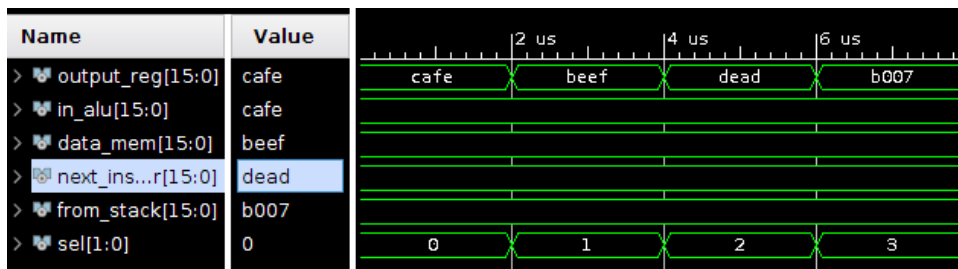 Name Value 2 us 4 us 6 us
output_reg[15:0] cafe cafe beef dead b007
in_alu[15:0] cafe
data_mem[15:0] beef
next_ins...r[15:0] dead
from_stack[15:0] b007
sel[1:0] 0 0 1 2 3